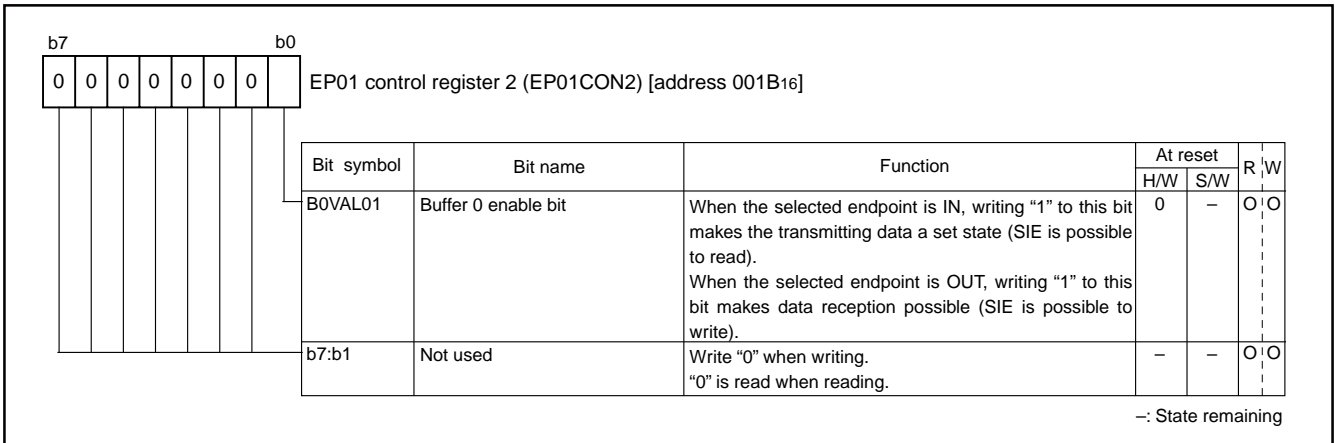 b7 b0
0 0 0 0 0 0 0 EP01 control register 2 (EP01CON2) [address 001B16]
Bit symbol Bit name Function At reset R W
H/W S/W
B0VAL01 Buffer 0 enable bit When the selected endpoint is IN, writing “1” to this bit 0 – O O
makes the transmitting data a set state (SIE is possible
to read).
When the selected endpoint is OUT, writing “1” to this
bit makes data reception possible (SIE is possible to
write).
b7:b1 Not used Write “0” when writing. – – O O
“0” is read when reading.
–: State remaining